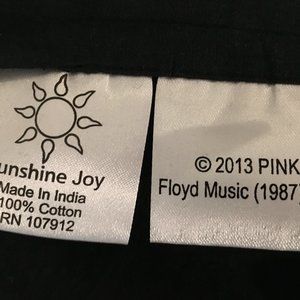 unshine Joy
Made In India
100% Cotton
RN 107912
© 2013 PINK
Floyd Music (1987)